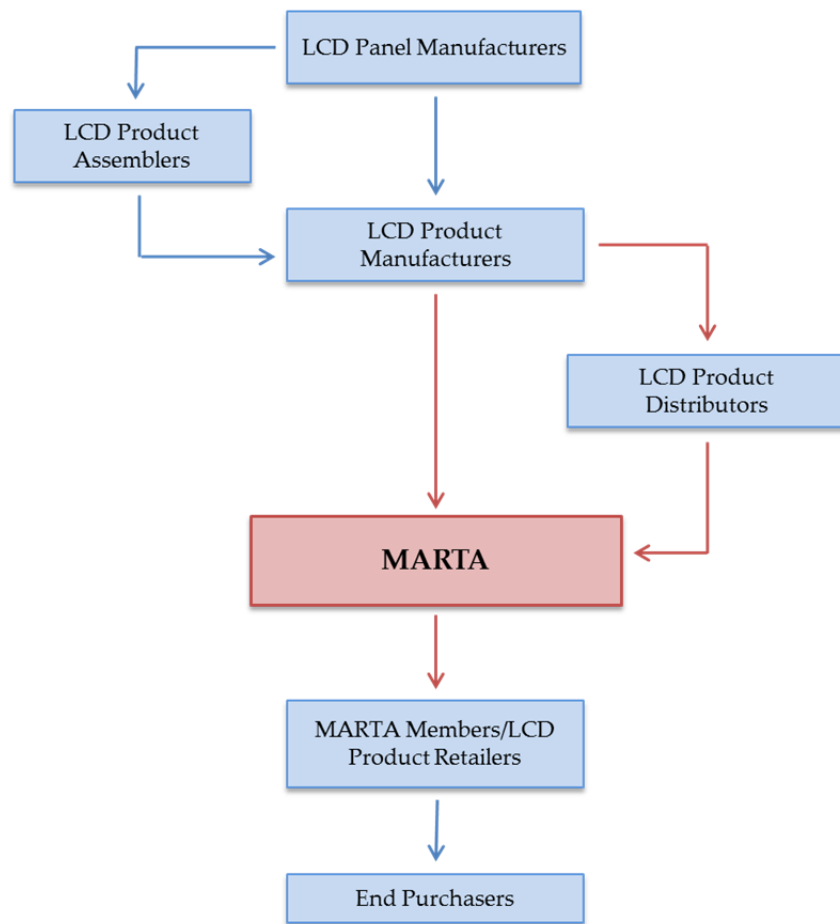 LCD Panel Manufacturers
LCD Product
Assemblers
LCD Product
Manufacturers
LCD Product
Distributors
MARTA
MARTA Members/LCD
Product Retailers
End Purchasers